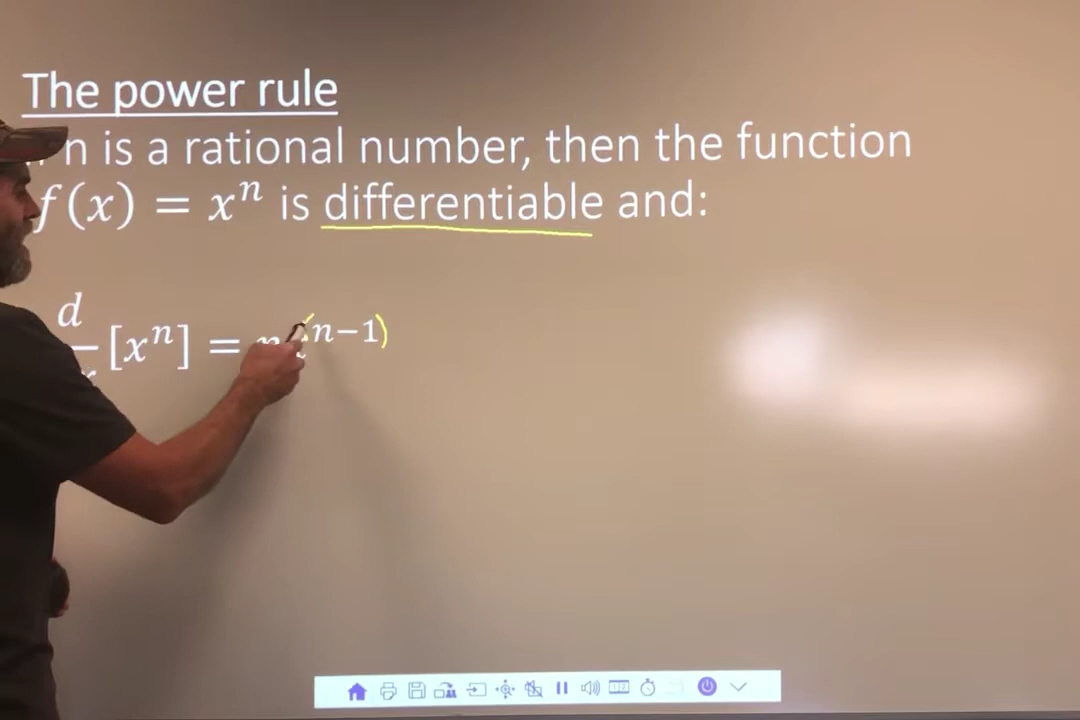 The power rule
n is a rational number, then the function
f(x) = xⁿ is differentiable and:
d
[xⁿ] = (n−1)